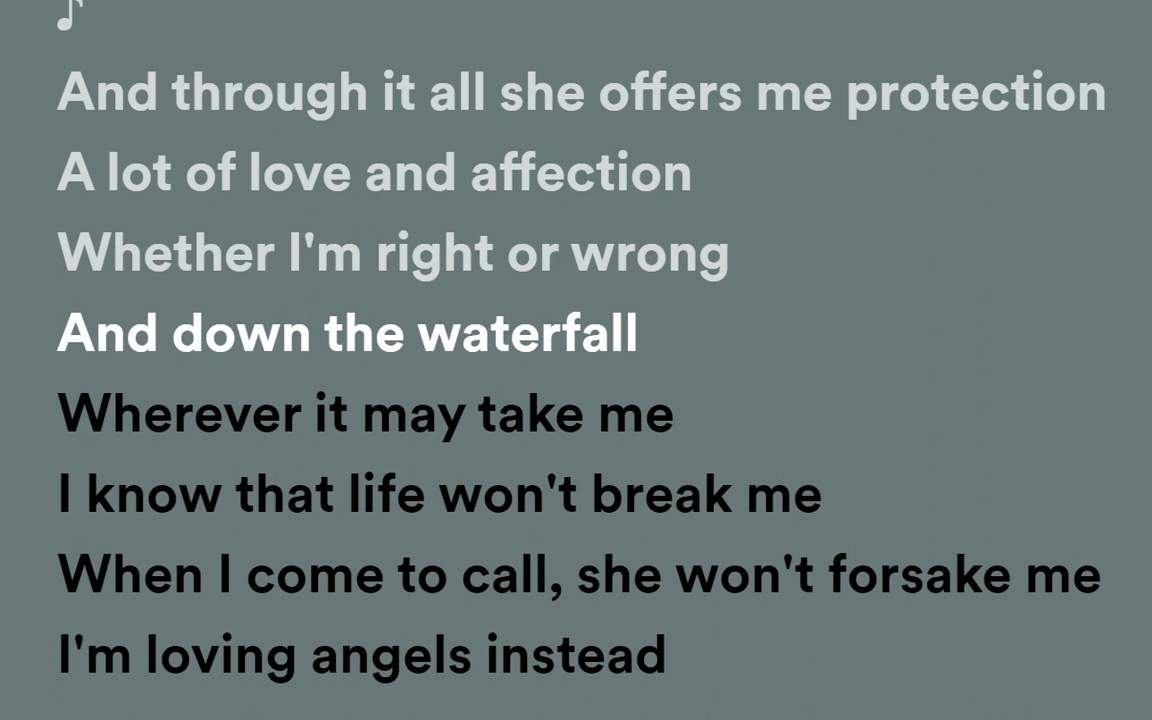 And through it all she offers me protection
A lot of love and affection
Whether I'm right or wrong
And down the waterfall
Wherever it may take me
I know that life won't break me
When I come to call, she won't forsake me
I'm loving angels instead